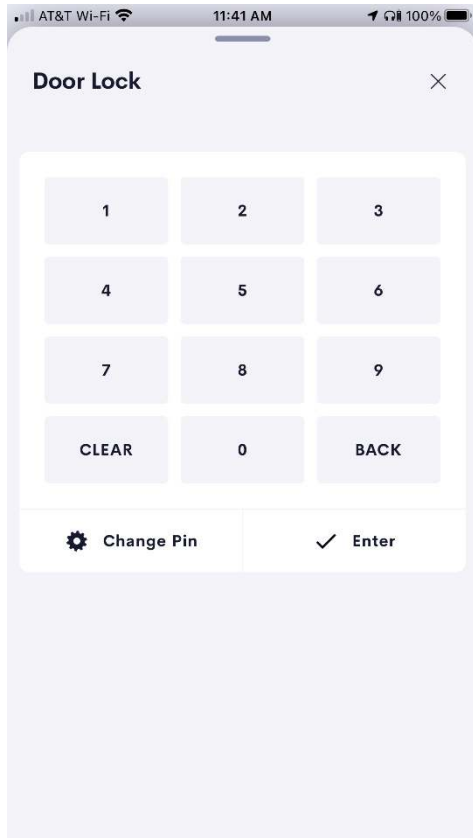 AT&T Wi-Fi 11:41 AM 100%
Door Lock
1 2 3
4 5 6
7 8 9
CLEAR 0 BACK
Change Pin Enter